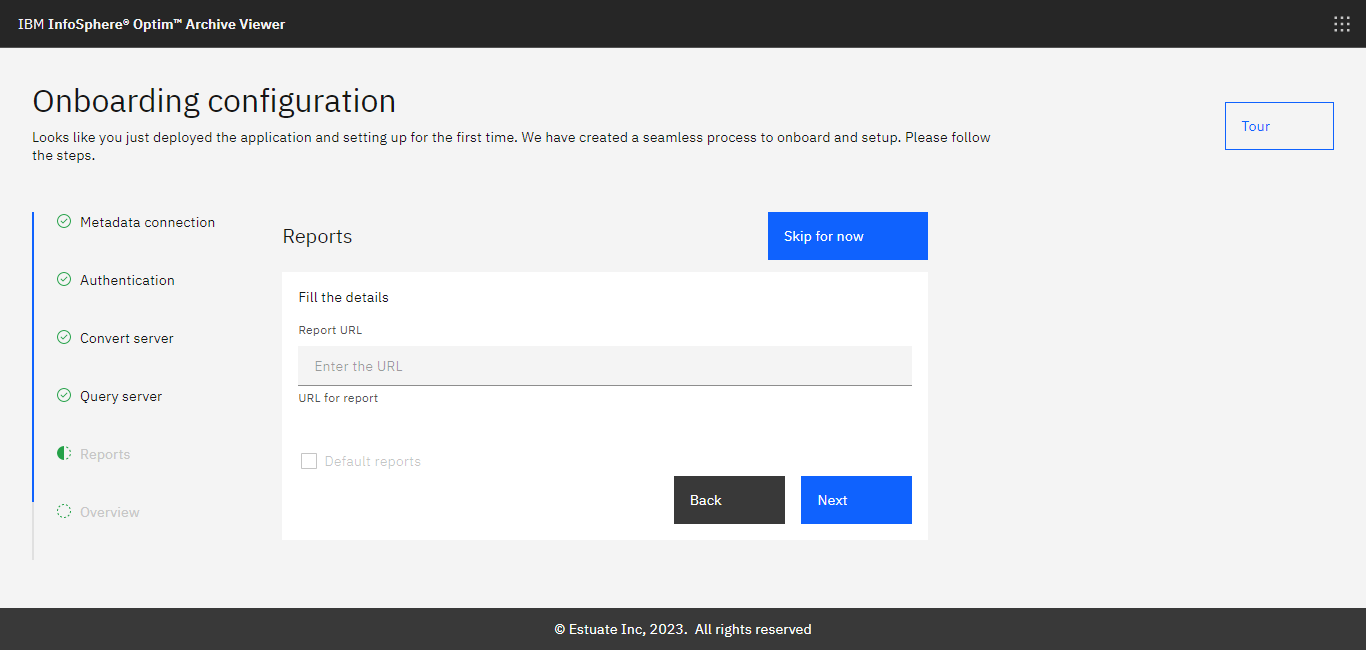 IBM InfoSphere® Optim™ Archive Viewer
Onboarding configuration
Looks like you just deployed the application and setting up for the first time. We have created a seamless process to onboard and setup. Please follow
the steps.
Tour
Metadata connection
Authentication
Convert server
Query server
Reports
Overview
Reports
Skip for now
Fill the details
Report URL
Enter the URL
URL for report
Default reports
Back
Next
© Estuate Inc, 2023. All rights reserved